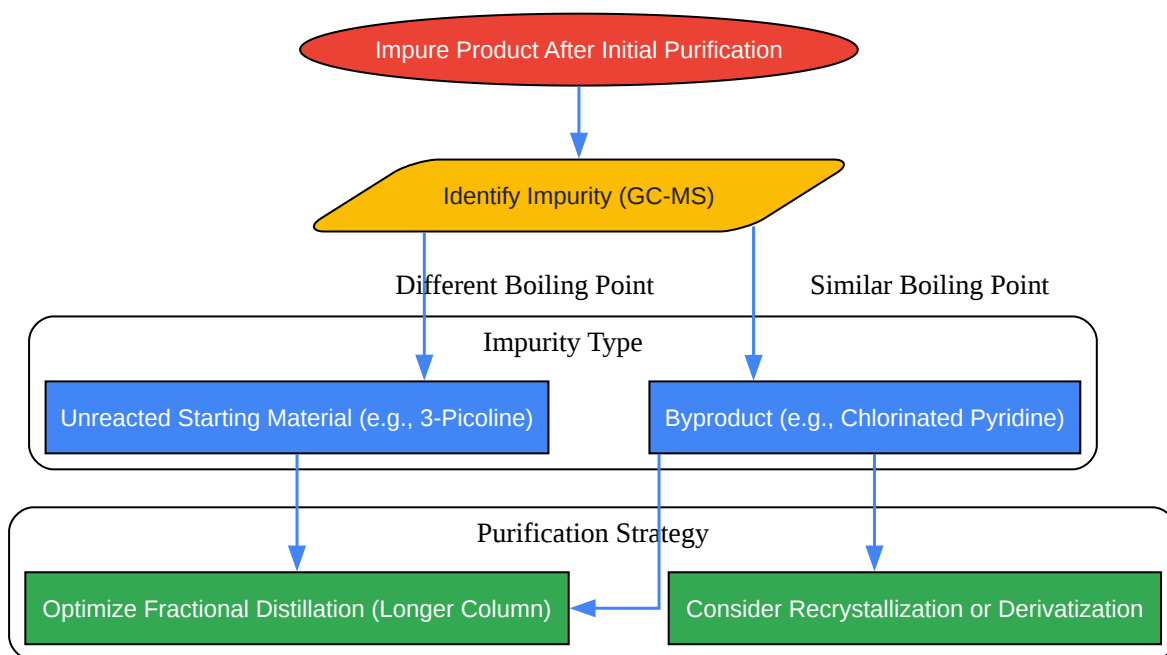 Impure Product After Initial Purification
Identify Impurity (GC-MS)
Different Boiling Point
Similar Boiling Point
Impurity Type
Unreacted Starting Material (e.g., 3-Picoline)
Byproduct (e.g., Chlorinated Pyridine)
Purification Strategy
Optimize Fractional Distillation (Longer Column)
Consider Recrystallization or Derivatization